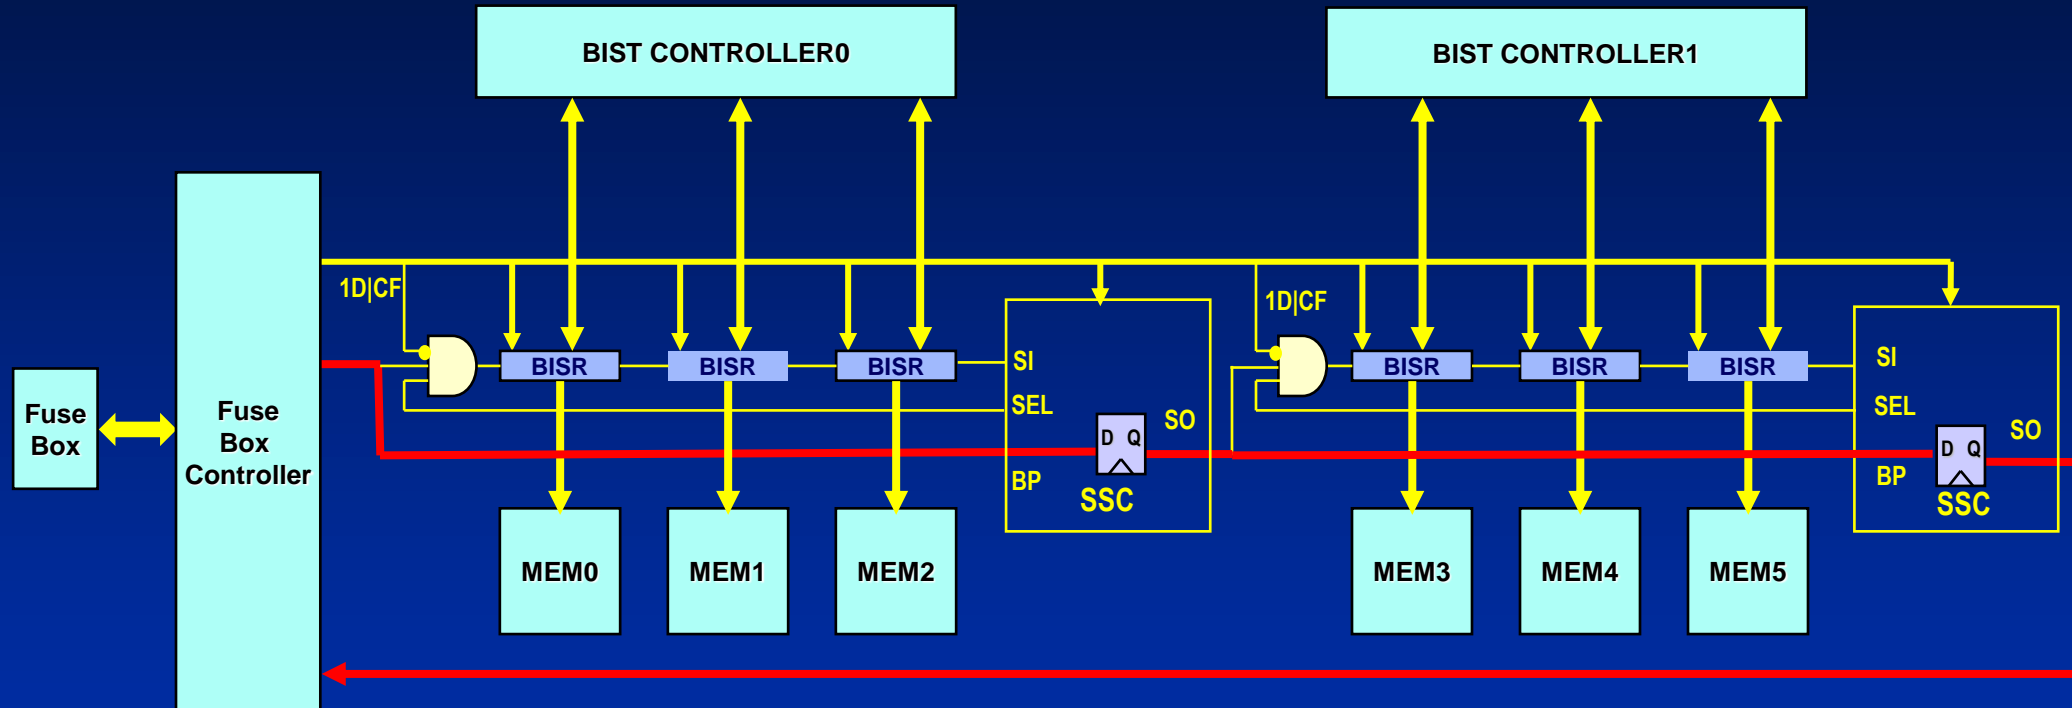 BIST CONTROLLER0
BIST CONTROLLER1
1D|CF
1D|CF
BISR
BISR
BISR
SI
BISR
BISR
BISR
SI
Fuse
Box
Fuse
Box
Controller
SEL
SO
SEL
SO
D Q
D Q
BP
SSC
BP
SSC
MEM0
MEM1
MEM2
MEM3
MEM4
MEM5